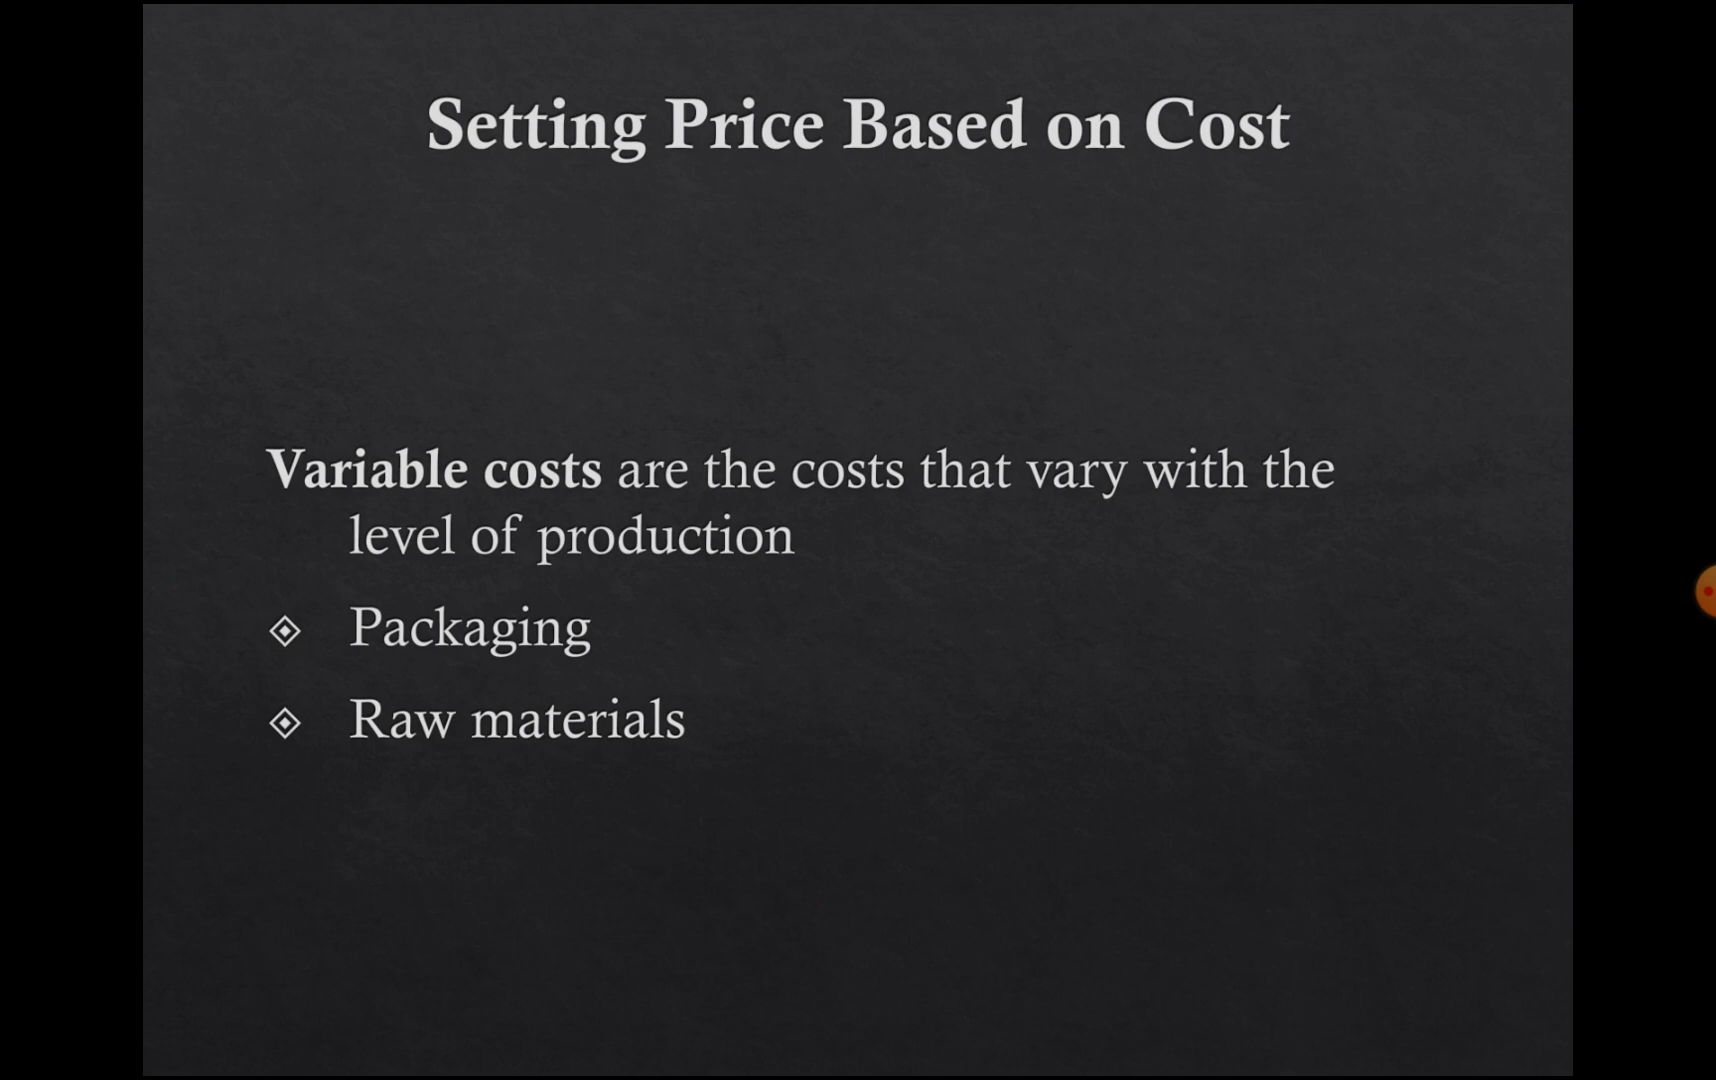 Setting Price Based on Cost
Variable costs are the costs that vary with the
level of production
Packaging
Raw materials